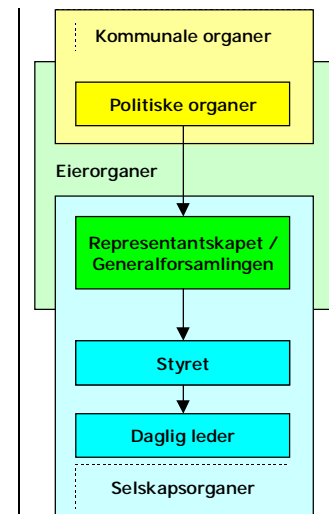 Kommunale organer
Politiske organer
Eierorganer
Representantskapet /
Generalforsamlingen
Styret
Daglig leder
Selskapsorganer